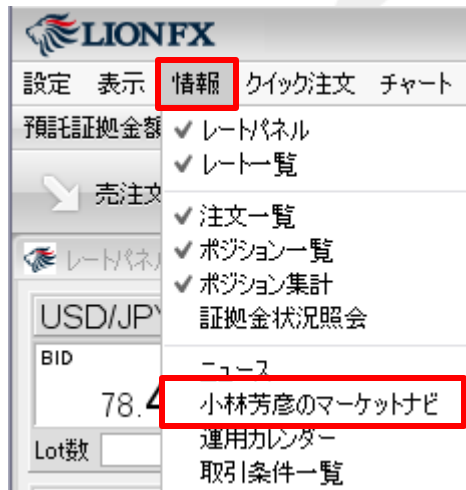 LION FX
設定 表示 情報 クイック注文 チャート
預託証拠金額
レートパネル
レート一覧
売注文
注文一覧
ポジション一覧
レートパネル
ポジション集計
証拠金状況照会
USD/JPY
BID
78.4
ニュース
小林芳彦のマーケットナビ
Lot数
運用カレンダー
取引条件一覧